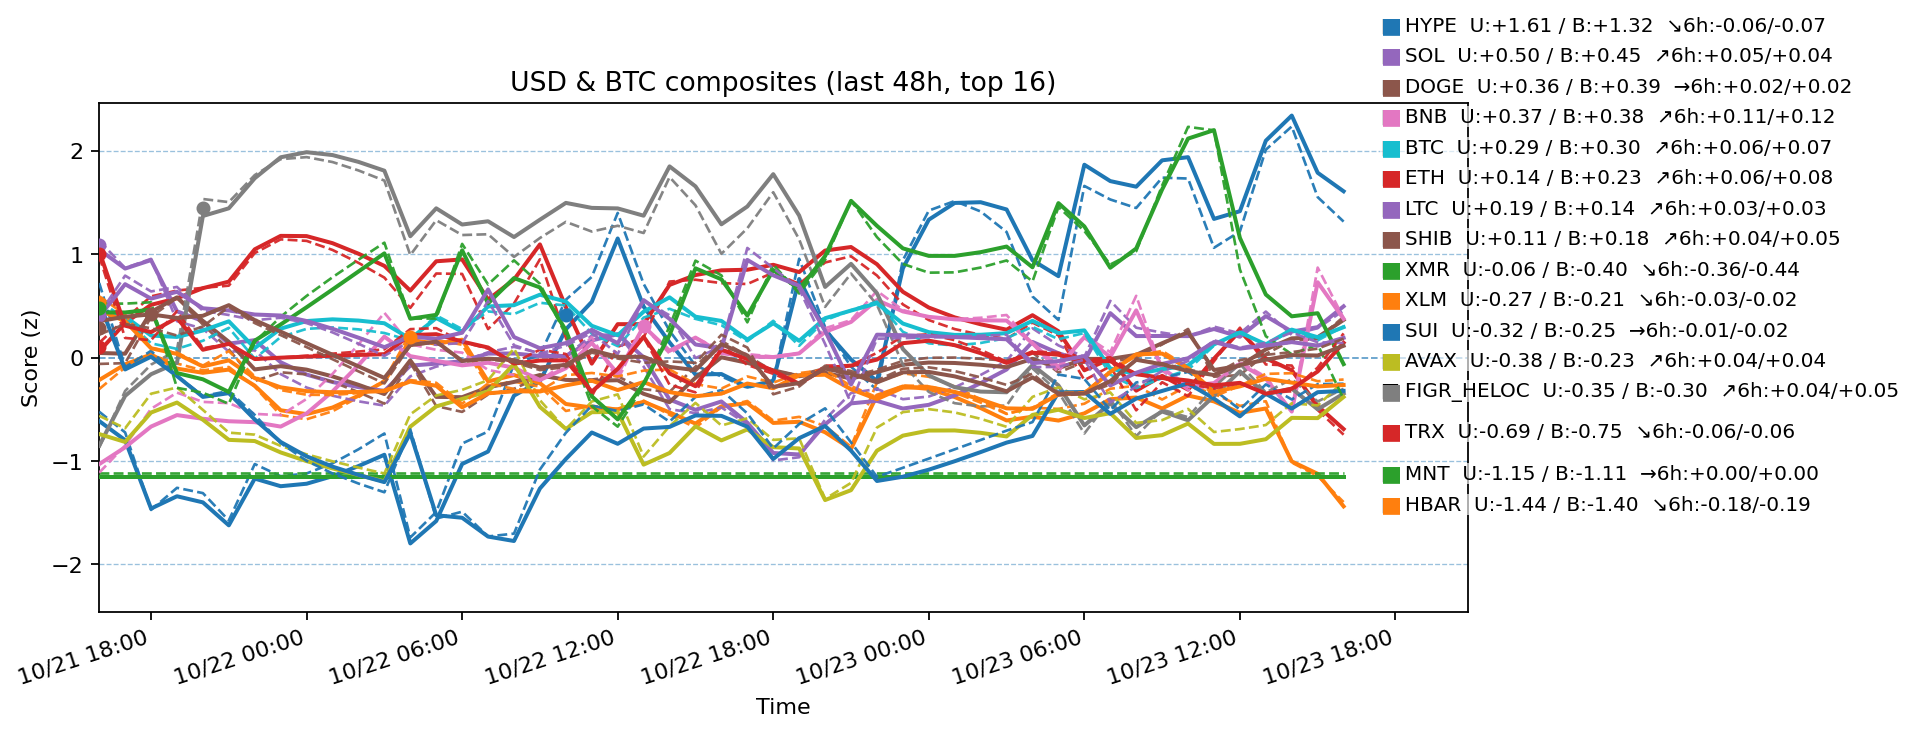 USD & BTC composites (last 48h, top 16)
HYPE U:+1.61 / B:+1.32 ↘6h:-0.06/-0.07
SOL U:+0.50 / B:+0.45 ↗6h:+0.05/+0.04
DOGE U:+0.36 / B:+0.39 →6h:+0.02/+0.02
BNB U:+0.37 / B:+0.38 ↗6h:+0.11/+0.12
BTC U:+0.29 / B:+0.30 ↗6h:+0.06/+0.07
ETH U:+0.14 / B:+0.23 ↗6h:+0.06/+0.08
LTC U:+0.19 / B:+0.14 ↗6h:+0.03/+0.03
SHIB U:+0.11 / B:+0.18 ↗6h:+0.04/+0.05
XMR U:-0.06 / B:-0.40 ↘6h:-0.36/-0.44
XLM U:-0.27 / B:-0.21 ↘6h:-0.03/-0.02
SUI U:-0.32 / B:-0.25 →6h:-0.01/-0.02
AVAX U:-0.38 / B:-0.23 ↗6h:+0.04/+0.04
FIGR_HELOC U:-0.35 / B:-0.30 ↗6h:+0.04/+0.05
TRX U:-0.69 / B:-0.75 ↘6h:-0.06/-0.06
MNT U:-1.15 / B:-1.11 →6h:+0.00/+0.00
HBAR U:-1.44 / B:-1.40 ↘6h:-0.18/-0.19
Score (z)
2
1
0
−1
−2
10/21 18:00
10/22 00:00
10/22 06:00
10/22 12:00
10/22 18:00
10/23 00:00
10/23 06:00
10/23 12:00
10/23 18:00
Time